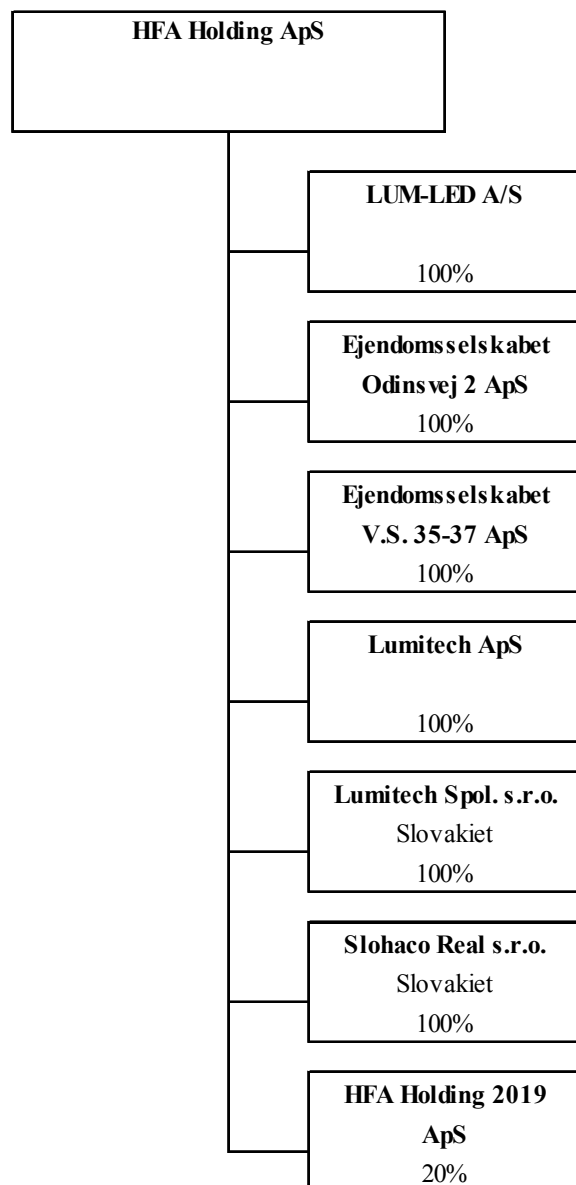 HFA Holding ApS
LUM-LED A/S
100%
Ejendomsselskabet
Odinsvej 2 ApS
100%
Ejendomsselskabet
V.S. 35-37 ApS
100%
Lumitech ApS
100%
Lumitech Spol. s.r.o.
Slovakiet
100%
Slohaco Real s.r.o.
Slovakiet
100%
HFA Holding 2019
ApS
20%